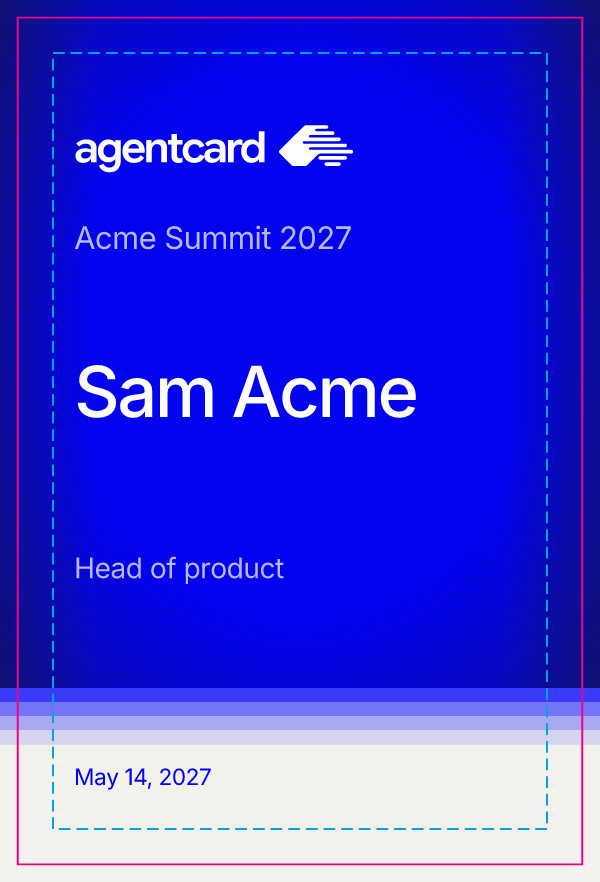 agentcard
Acme Summit 2027
Sam Acme
Head of product
May 14, 2027